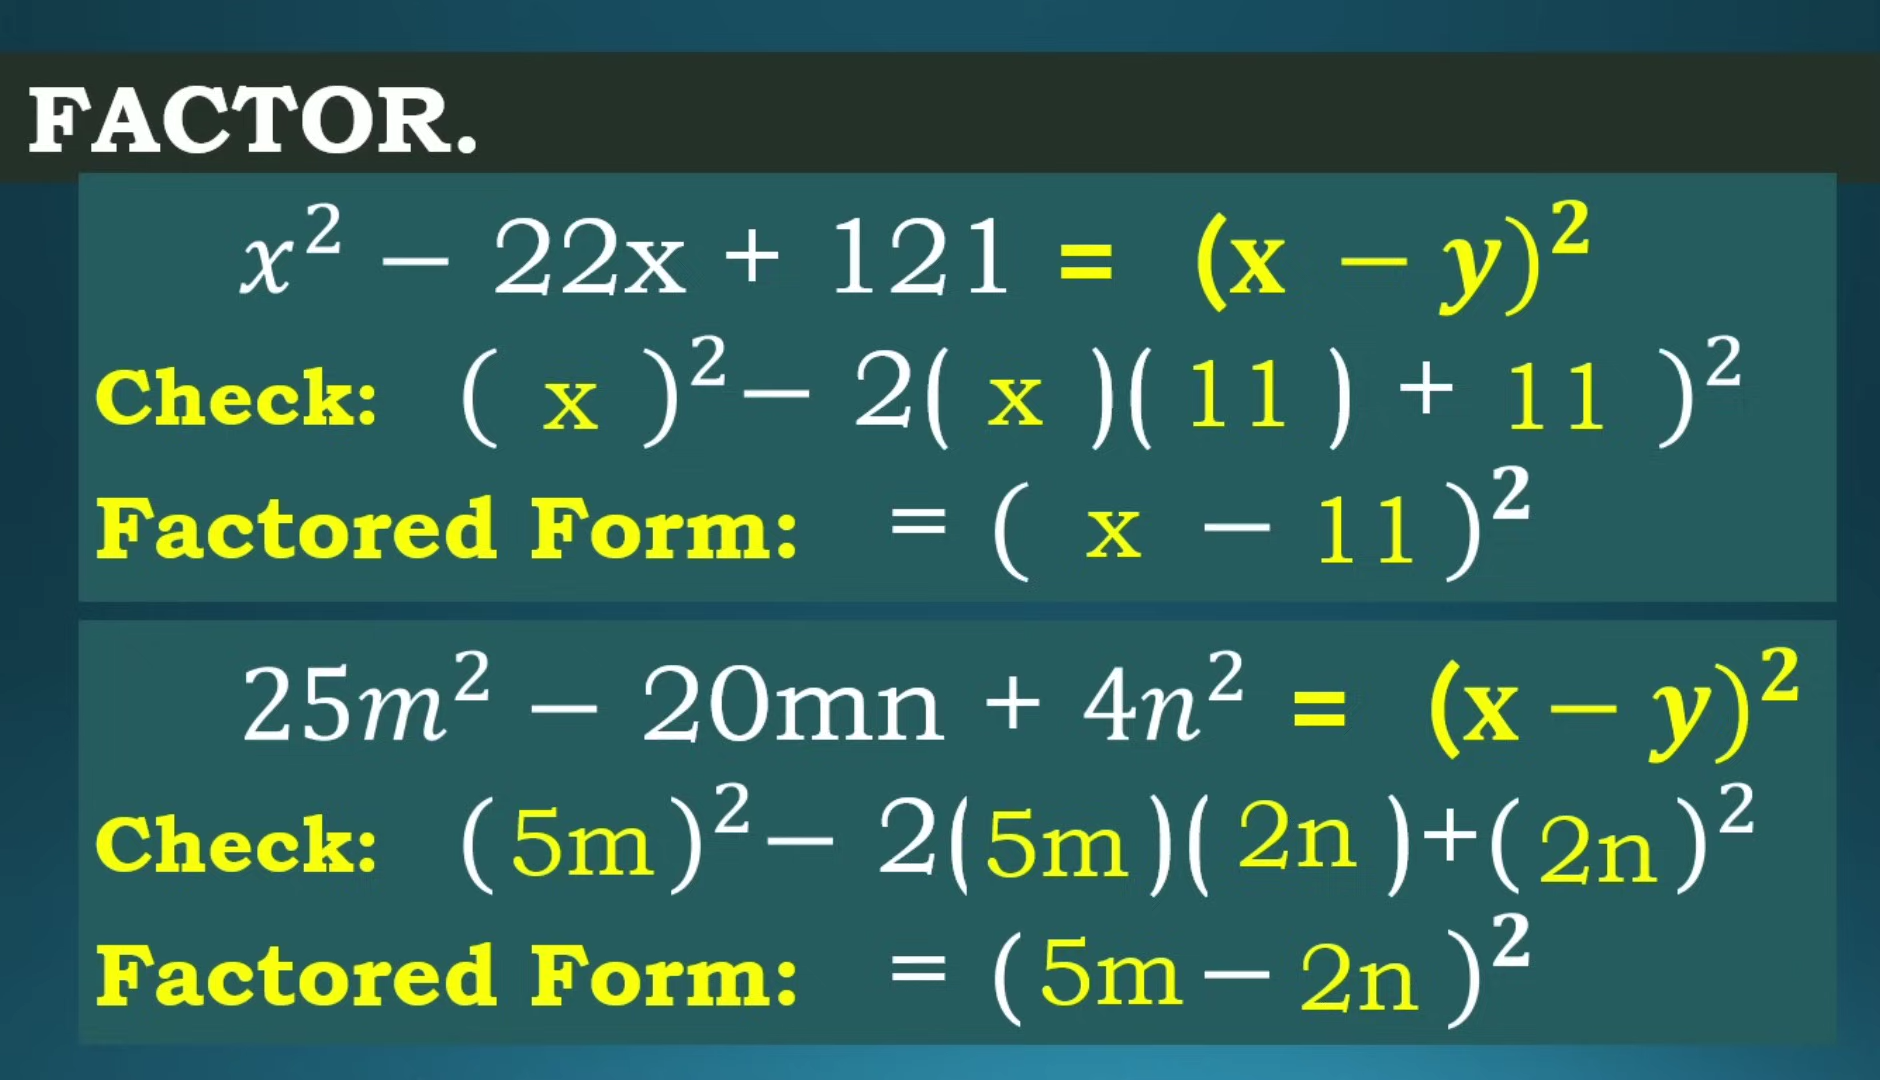 FACTOR.
x² − 22x + 121 = (x − y)²
Check: ( x )² − 2( x )( 11 ) + 11 )²
Factored Form: = ( x − 11 )²
25m² − 20mn + 4n² = (x − y)²
Check: ( 5m )² − 2( 5m )( 2n )+( 2n )²
Factored Form: = ( 5m − 2n )²